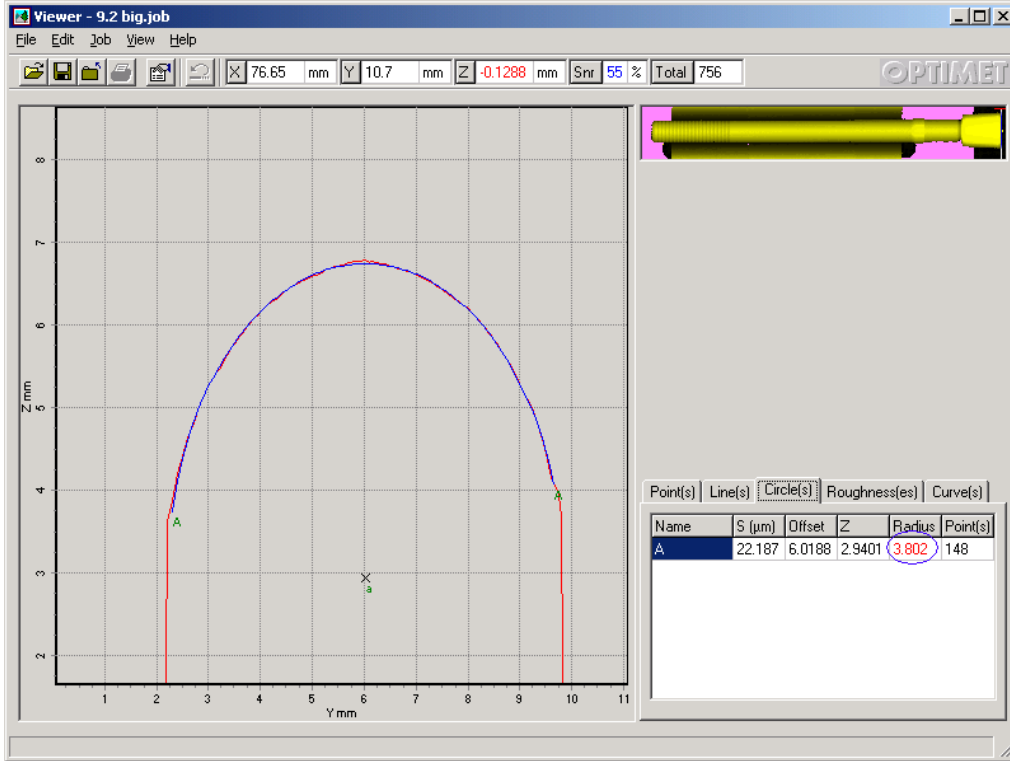 Viewer - 9.2 big.job
File Edit Job View Help
X 76.65 mm Y 10.7 mm Z -0.1288 mm Snr 55 % Total 756
OPTIMET
8
7
6
5
4
3
2
Z mm
A
A
a
1 2 3 4 5 6 7 8 9 10 11
Y mm
Point(s) Line(s) Circle(s) Roughness(es) Curve(s)
Name S (µm) Offset Z Radius Point(s)
A 22.187 6.0188 2.9401 3.802 148